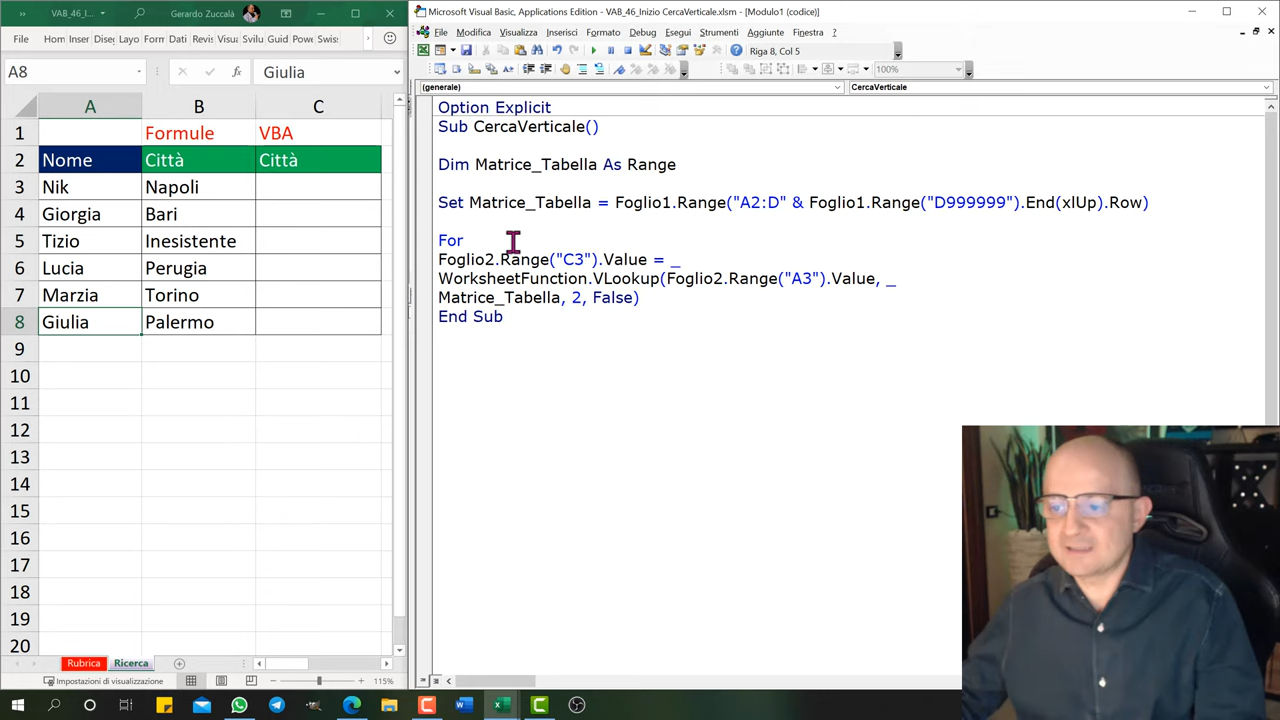 VAB_46_I...
Gerardo Zuccalà
Microsoft Visual Basic, Applications Edition - VAB_46_Inizio CercaVerticale.xlsm - [Modulo1 (codice)]
File Hom Inser Diseg Layo Form Dati Revis Visua Svilu Guid Powe Swiss
File Modifica Visualizza Inserisci Formato Debug Esegui Strumenti Aggiunte Finestra ?
Riga 8, Col 5
A8
fx
Giulia
100%
(generale)
CercaVerticale
A B C
1 Formule VBA
2 Nome Città Città
3 Nik Napoli
4 Giorgia Bari
5 Tizio Inesistente
6 Lucia Perugia
7 Marzia Torino
8 Giulia Palermo
9
10
11
12
13
14
15
16
17
18
19
20
Option Explicit
Sub CercaVerticale()
Dim Matrice_Tabella As Range
Set Matrice_Tabella = Foglio1.Range("A2:D" & Foglio1.Range("D999999").End(xlUp).Row)
For
Foglio2.Range("C3").Value = _
WorksheetFunction.VLookup(Foglio2.Range("A3").Value, _
Matrice_Tabella, 2, False)
End Sub
Rubrica Ricerca
Impostazioni di visualizzazione
115%